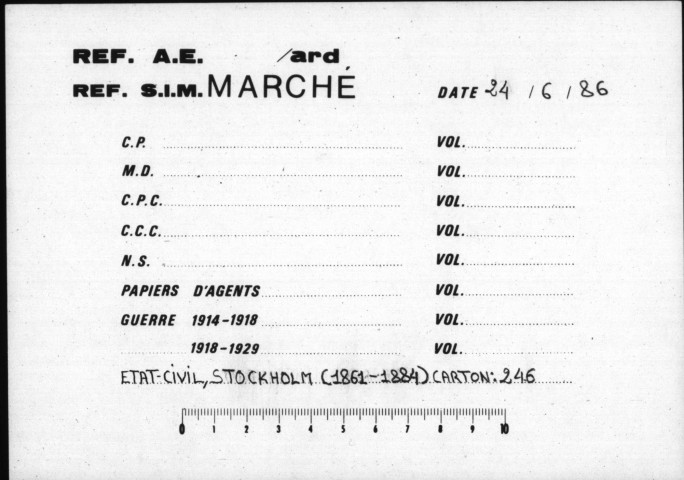 REF. A.E. /ard
REF. S.I.M. MARCHÉ DATE 24 / 6 / 86
C.P. VOL.
M.D. VOL.
C.P.C. VOL.
C.C.C. VOL.
N.S. VOL.
PAPIERS D'AGENTS VOL.
GUERRE 1914-1918 VOL.
1918-1929 VOL.
ETAT-CIVIL, STOCKHOLM (1861-1884) CARTON: 246
0 1 2 3 4 5 6 7 8 9 10